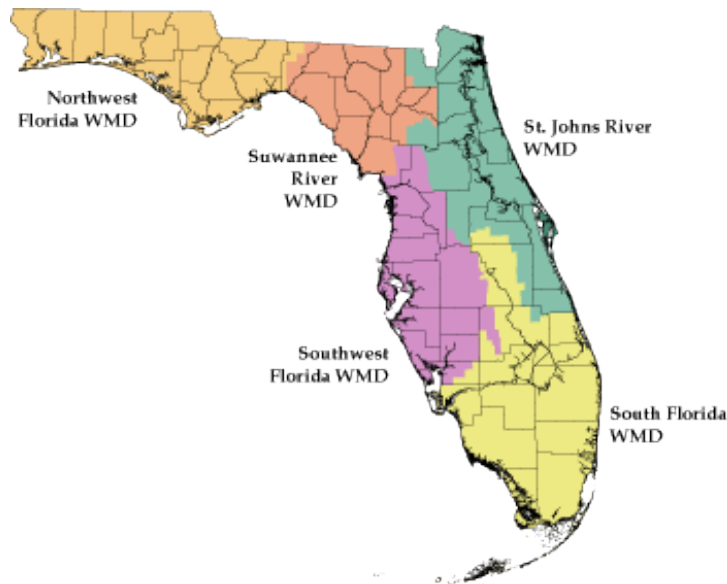 Northwest
Florida WMD
St. Johns River
WMD
Suwannee
River
WMD
Southwest
Florida WMD
South Florida
WMD